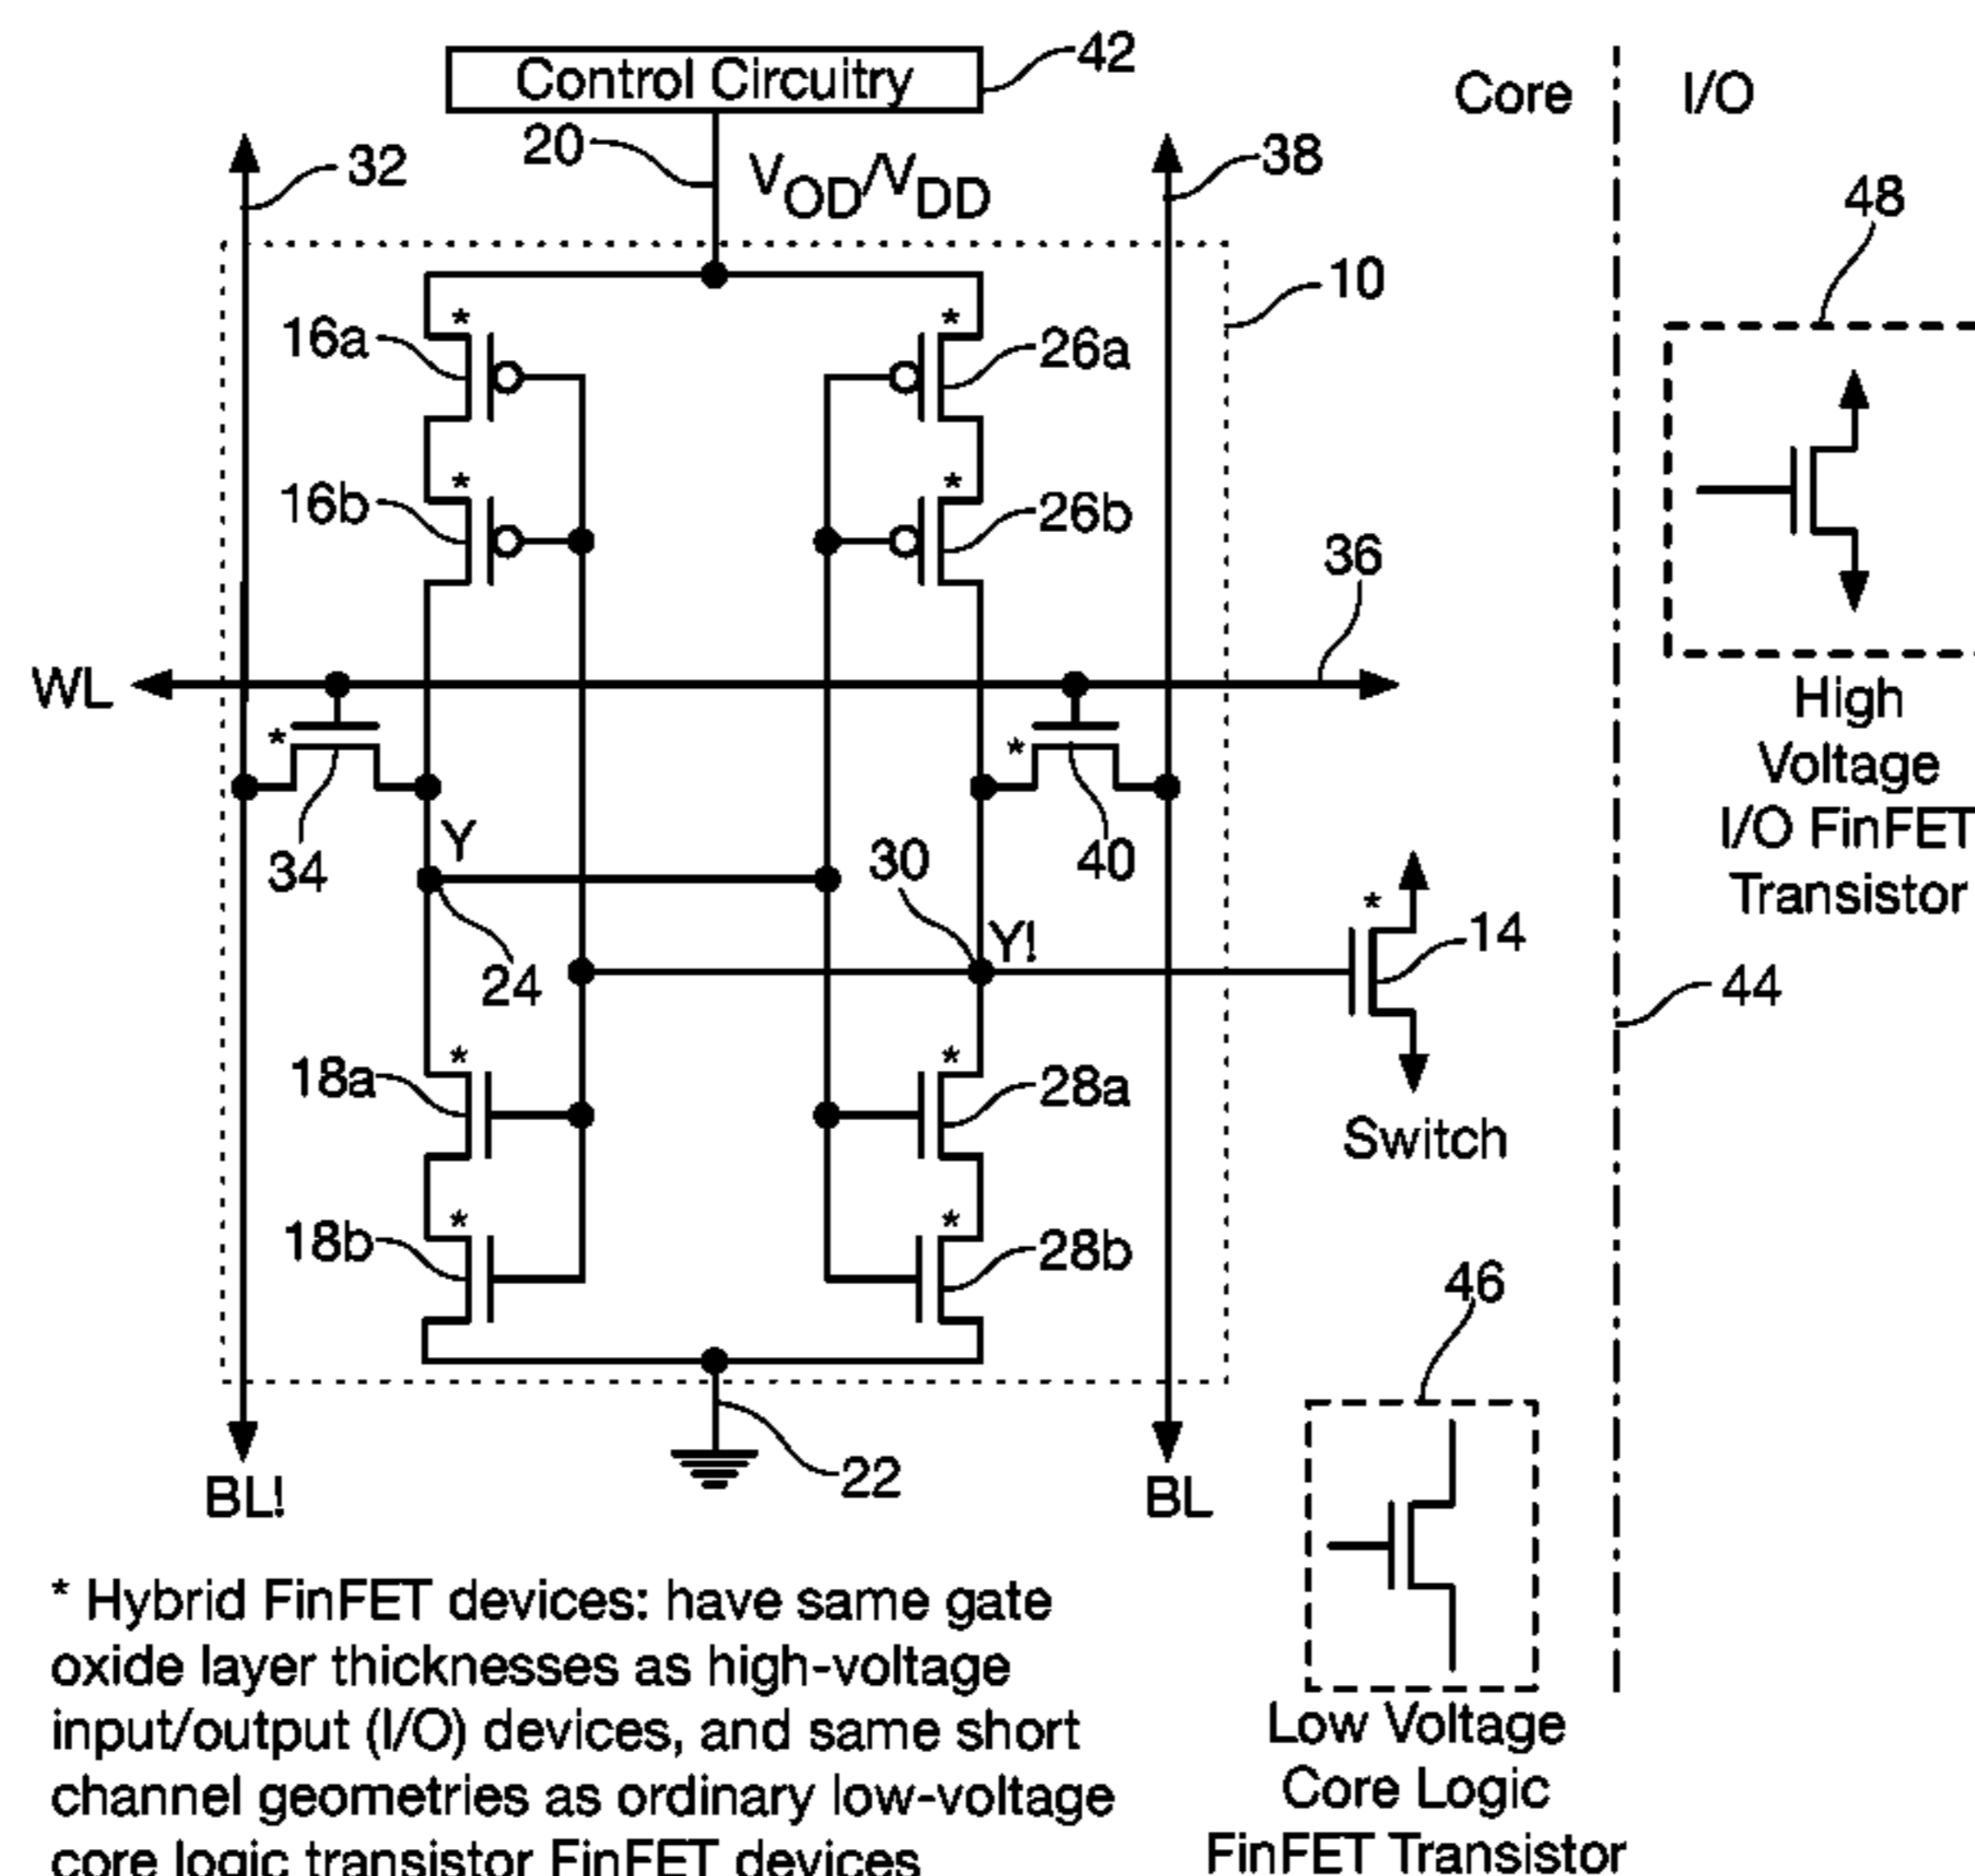 Control Circuitry
42
Core
I/O
20
32
VOD/VDD
38
48
10
16a
26a
*
*
16b
26b
*
*
36
WL
High
Voltage
I/O FinFET
Transistor
*
*
34
Y
30
40
*
24
Y!
14
44
18a
*
*
28a
Switch
18b
*
*
28b
46
22
BL!
BL
* Hybrid FinFET devices: have same gate
oxide layer thicknesses as high-voltage
input/output (I/O) devices, and same short
channel geometries as ordinary low-voltage
core logic transistor FinFET devices
Low Voltage
Core Logic
FinFET Transistor